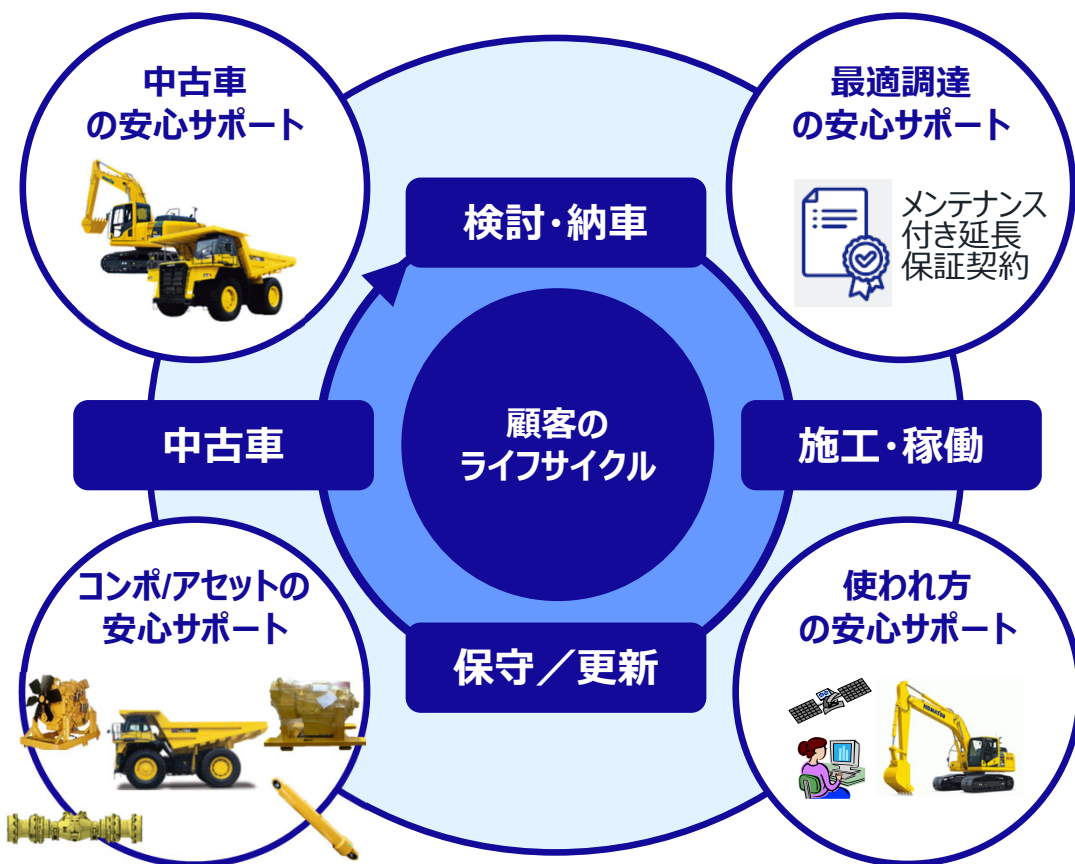 中古車
の安心サポート
最適調達
の安心サポート
メンテナンス
付き延長
保証契約
検討・納車
中古車
顧客の
ライフサイクル
施工・稼働
コンポ/アセットの
安心サポート
保守／更新
使われ方
の安心サポート
KOMATSU